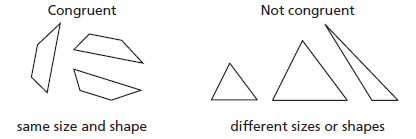 Congruent
Not congruent
same size and shape
different sizes or shapes